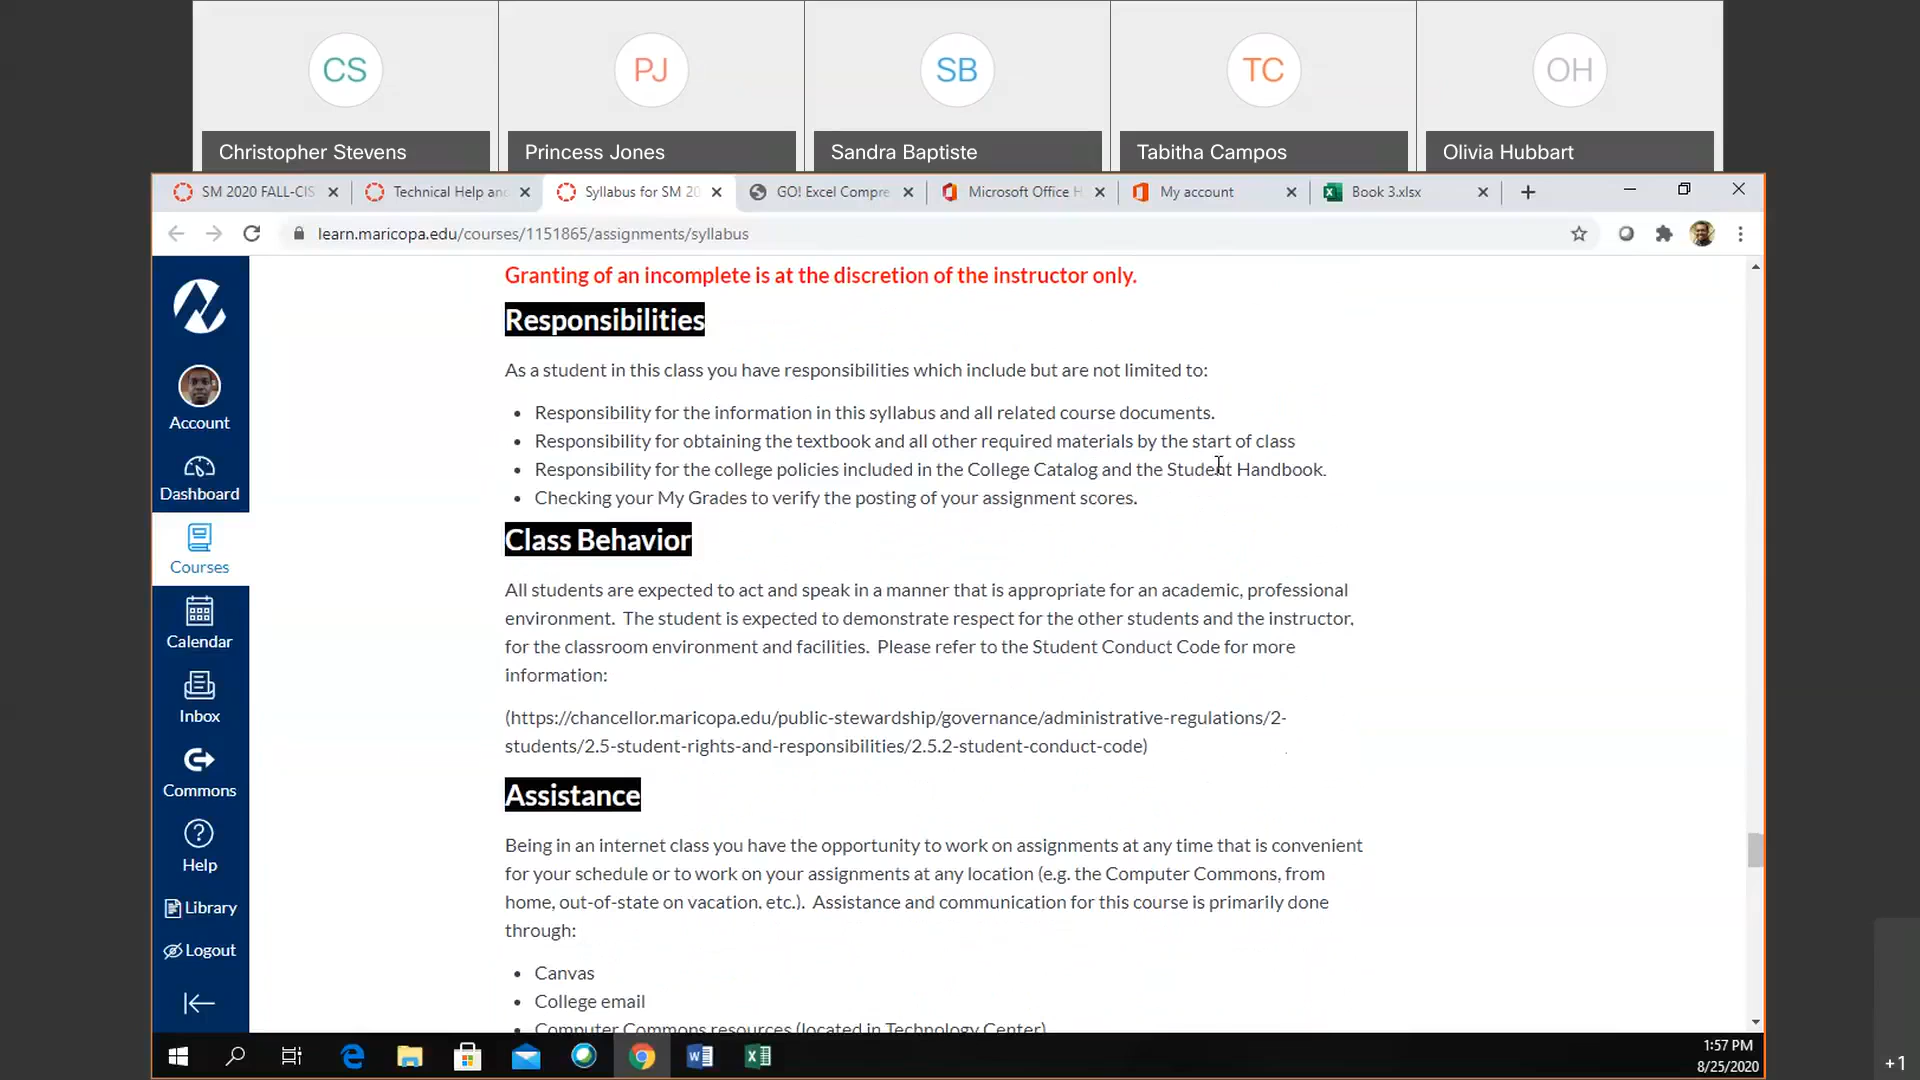 CS
PJ
SB
TC
OH
Christopher Stevens
Princess Jones
Sandra Baptiste
Tabitha Campos
Olivia Hubbart
SM 2020 FALL-CIS
Technical Help and
Syllabus for SM 20
GO! Excel Compre
Microsoft Office H
My account
Book 3.xlsx
learn.maricopa.edu/courses/1151865/assignments/syllabus
Account
Dashboard
Courses
Calendar
Inbox
Commons
Help
Library
Logout
Granting of an incomplete is at the discretion of the instructor only.
Responsibilities
As a student in this class you have responsibilities which include but are not limited to:
• Responsibility for the information in this syllabus and all related course documents.
• Responsibility for obtaining the textbook and all other required materials by the start of class
• Responsibility for the college policies included in the College Catalog and the Student Handbook.
• Checking your My Grades to verify the posting of your assignment scores.
Class Behavior
All students are expected to act and speak in a manner that is appropriate for an academic, professional
environment.  The student is expected to demonstrate respect for the other students and the instructor,
for the classroom environment and facilities.  Please refer to the Student Conduct Code for more
information:
(https://chancellor.maricopa.edu/public-stewardship/governance/administrative-regulations/2-
students/2.5-student-rights-and-responsibilities/2.5.2-student-conduct-code)
Assistance
Being in an internet class you have the opportunity to work on assignments at any time that is convenient
for your schedule or to work on your assignments at any location (e.g. the Computer Commons, from
home, out-of-state on vacation, etc.).  Assistance and communication for this course is primarily done
through:
• Canvas
• College email
• Computer Commons resources (located in Technology Center)
1:57 PM
8/25/2020
+1